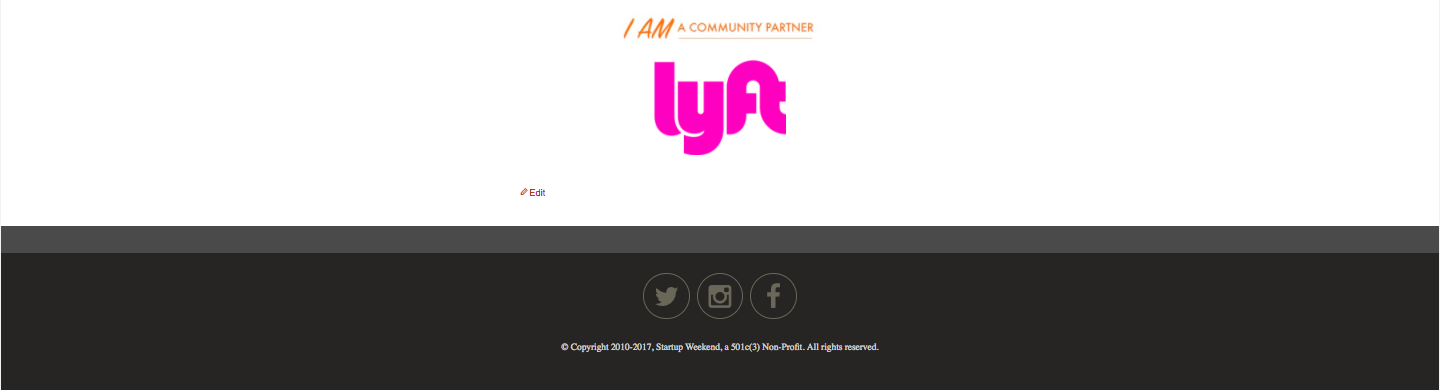 I AM A COMMUNITY PARTNER
lyft
Edit
© Copyright 2010-2017, Startup Weekend, a 501c(3) Non-Profit. All rights reserved.